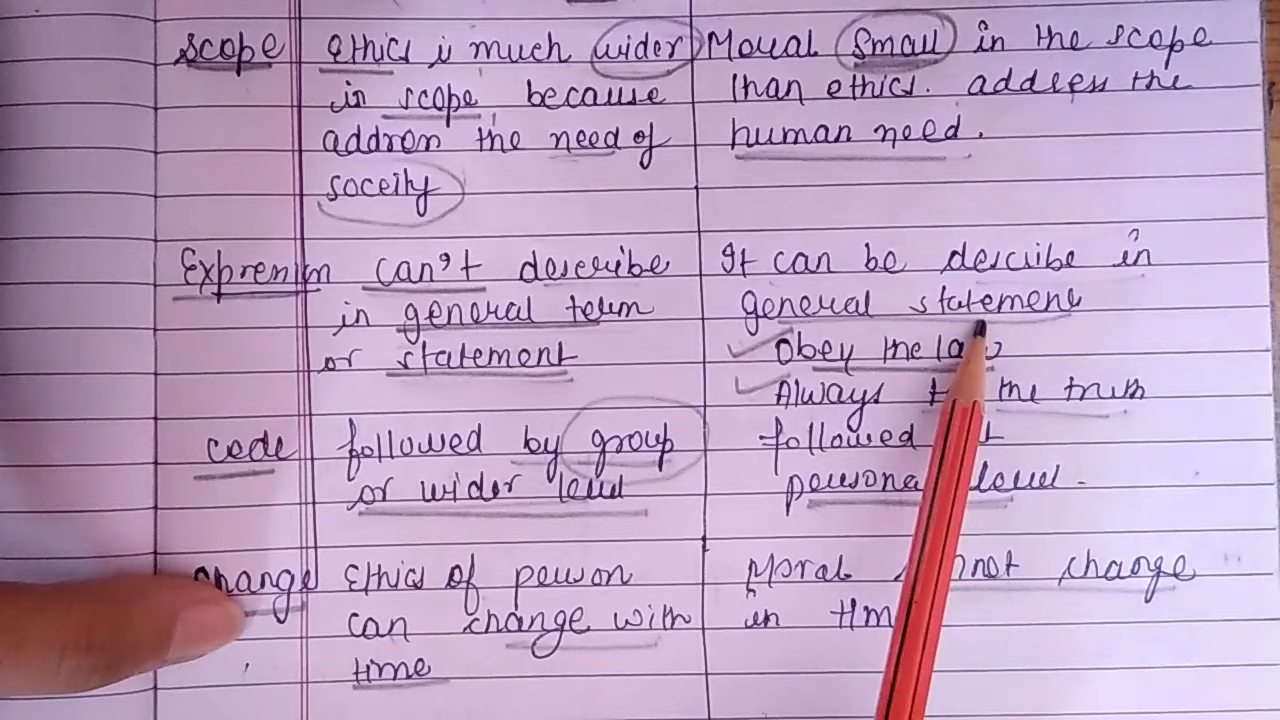 scope ethics is much wider Moral small in the scope
in scope because than ethics. address the
address the need of human need.
soceity
Expression can't describe It can be describe in
in general term general statement
or statement Obey the law
Always the truth
code followed by group followed
or wider level personal level.
change Ethics of person Moral not change
can change with in
time